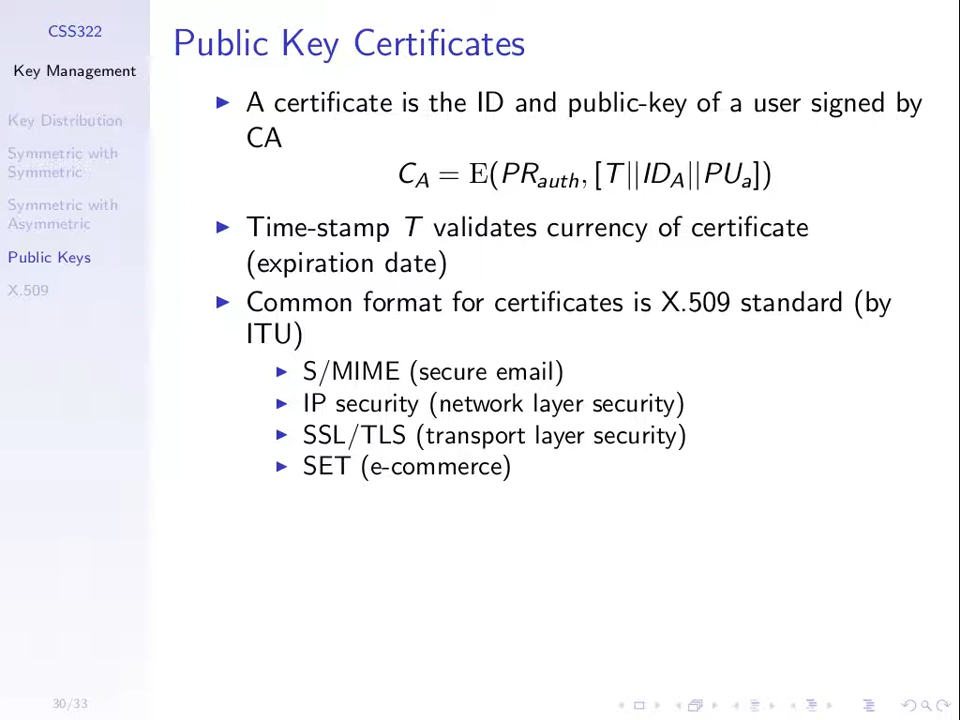 CSS322
Key Management
Key Distribution
Symmetric with
Symmetric
Symmetric with
Asymmetric
Public Keys
X.509
30/33
Public Key Certificates
A certificate is the ID and public-key of a user signed by
CA
C_A = E(PR_auth, [T||ID_A||PU_a])
Time-stamp T validates currency of certificate
(expiration date)
Common format for certificates is X.509 standard (by
ITU)
S/MIME (secure email)
IP security (network layer security)
SSL/TLS (transport layer security)
SET (e-commerce)